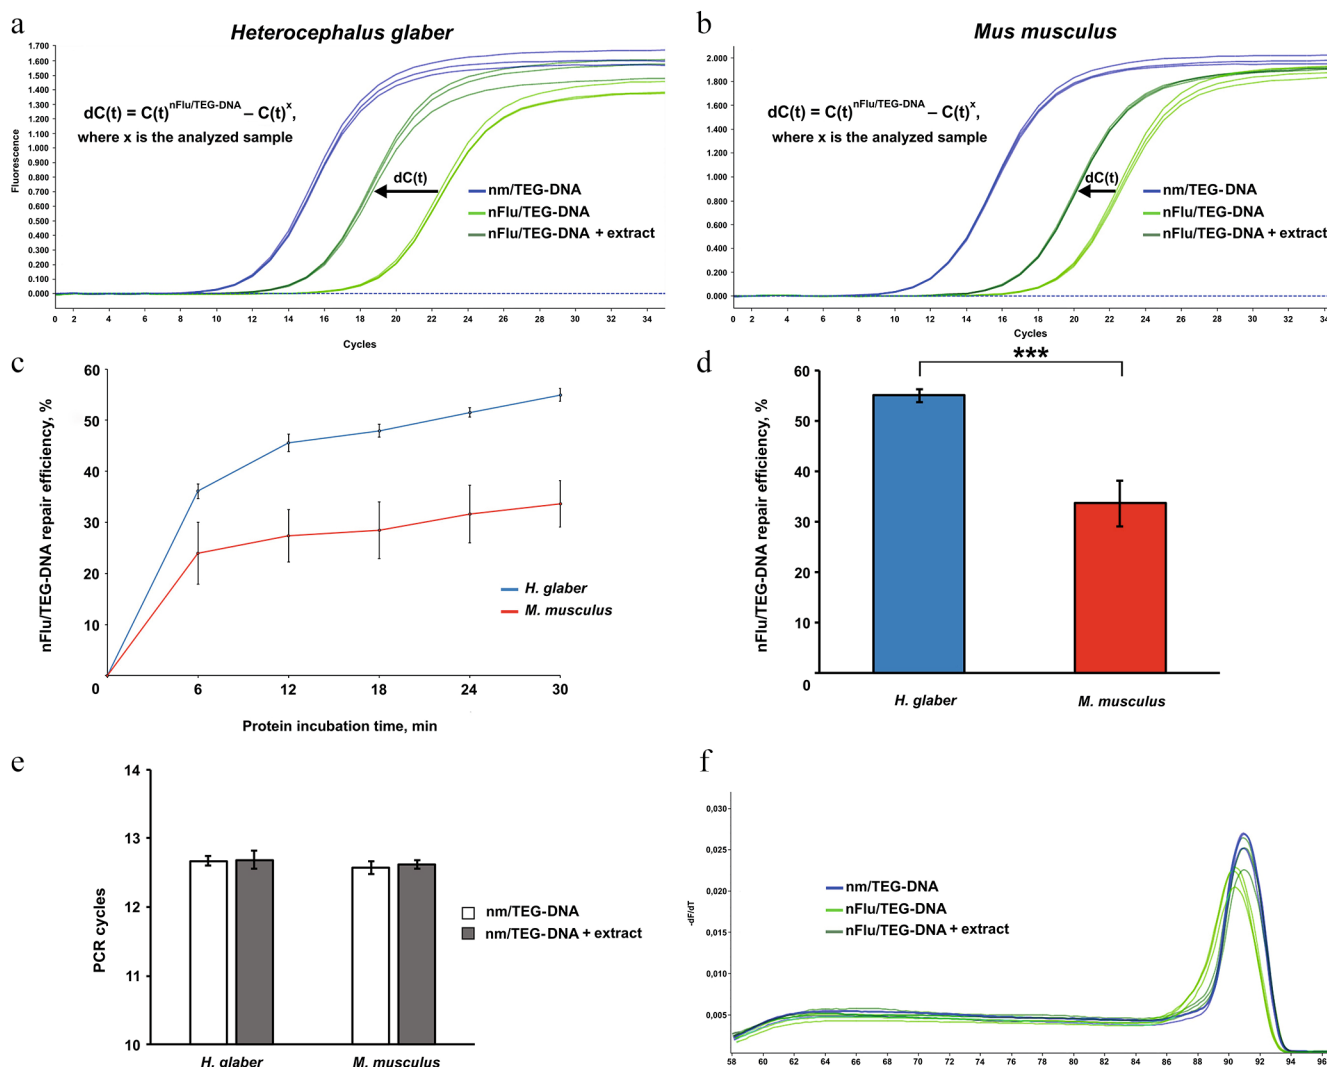 a
Heterocephalus glaber
1.700
1.600
1.500
1.400
1.300
1.200
1.100
1.000
0.900
0.800
0.700
0.600
0.500
0.400
0.300
0.200
0.100
0.000
Fluorescence
dC(t) = C(t)nFlu/TEG-DNA – C(t)x,
where x is the analyzed sample
dC(t)
nm/TEG-DNA
nFlu/TEG-DNA
nFlu/TEG-DNA + extract
0 2 4 6 8 10 12 14 16 18 20 22 24 26 28 30 32 34
Cycles
b
Mus musculus
2.000
1.800
1.600
1.400
1.200
1.000
0.800
0.600
0.400
0.200
0.000
dC(t) = C(t)nFlu/TEG-DNA – C(t)x,
where x is the analyzed sample
dC(t)
nm/TEG-DNA
nFlu/TEG-DNA
nFlu/TEG-DNA + extract
0 2 4 6 8 10 12 14 16 18 20 22 24 26 28 30 32 34
Cycles
c
nFlu/TEG-DNA repair efficiency, %
60
50
40
30
20
10
0
H. glaber
M. musculus
6 12 18 24 30
Protein incubation time, min
d
***
nFlu/TEG-DNA repair efficiency, %
60
50
40
30
20
10
0
H. glaber M. musculus
e
PCR cycles
14
13
12
11
10
nm/TEG-DNA
nm/TEG-DNA + extract
H. glaber M. musculus
f
-dF/dT
0,030
0,025
0,020
0,015
0,010
0,005
nm/TEG-DNA
nFlu/TEG-DNA
nFlu/TEG-DNA + extract
58 60 62 64 66 68 70 72 74 76 78 80 82 84 86 88 90 92 94 96